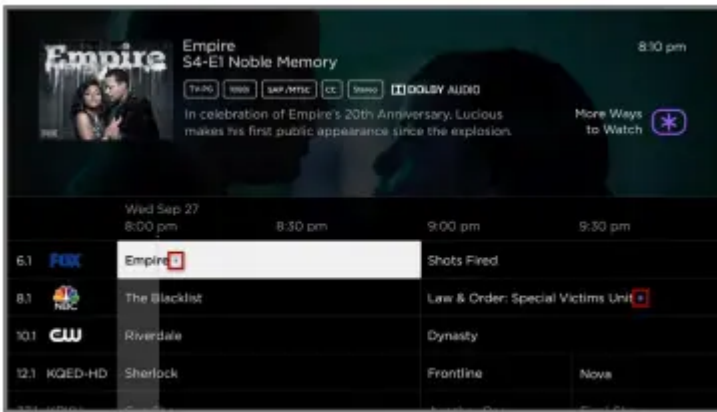 Empire
FOX
Empire
S4-E1 Noble Memory
8:10 pm
TV-PG 1080i SAP/MTSC CC Stereo DOLBY AUDIO
In celebration of Empire's 20th Anniversary, Lucious
makes his first public appearance since the explosion.
More Ways
to Watch
Wed Sep 27
8:00 pm 8:30 pm 9:00 pm 9:30 pm
6.1 FOX Empire Shots Fired
8.1 NBC The Blacklist Law & Order: Special Victims Unit
10.1 CW Riverdale Dynasty
12.1 KQED-HD Sherlock Frontline Nova